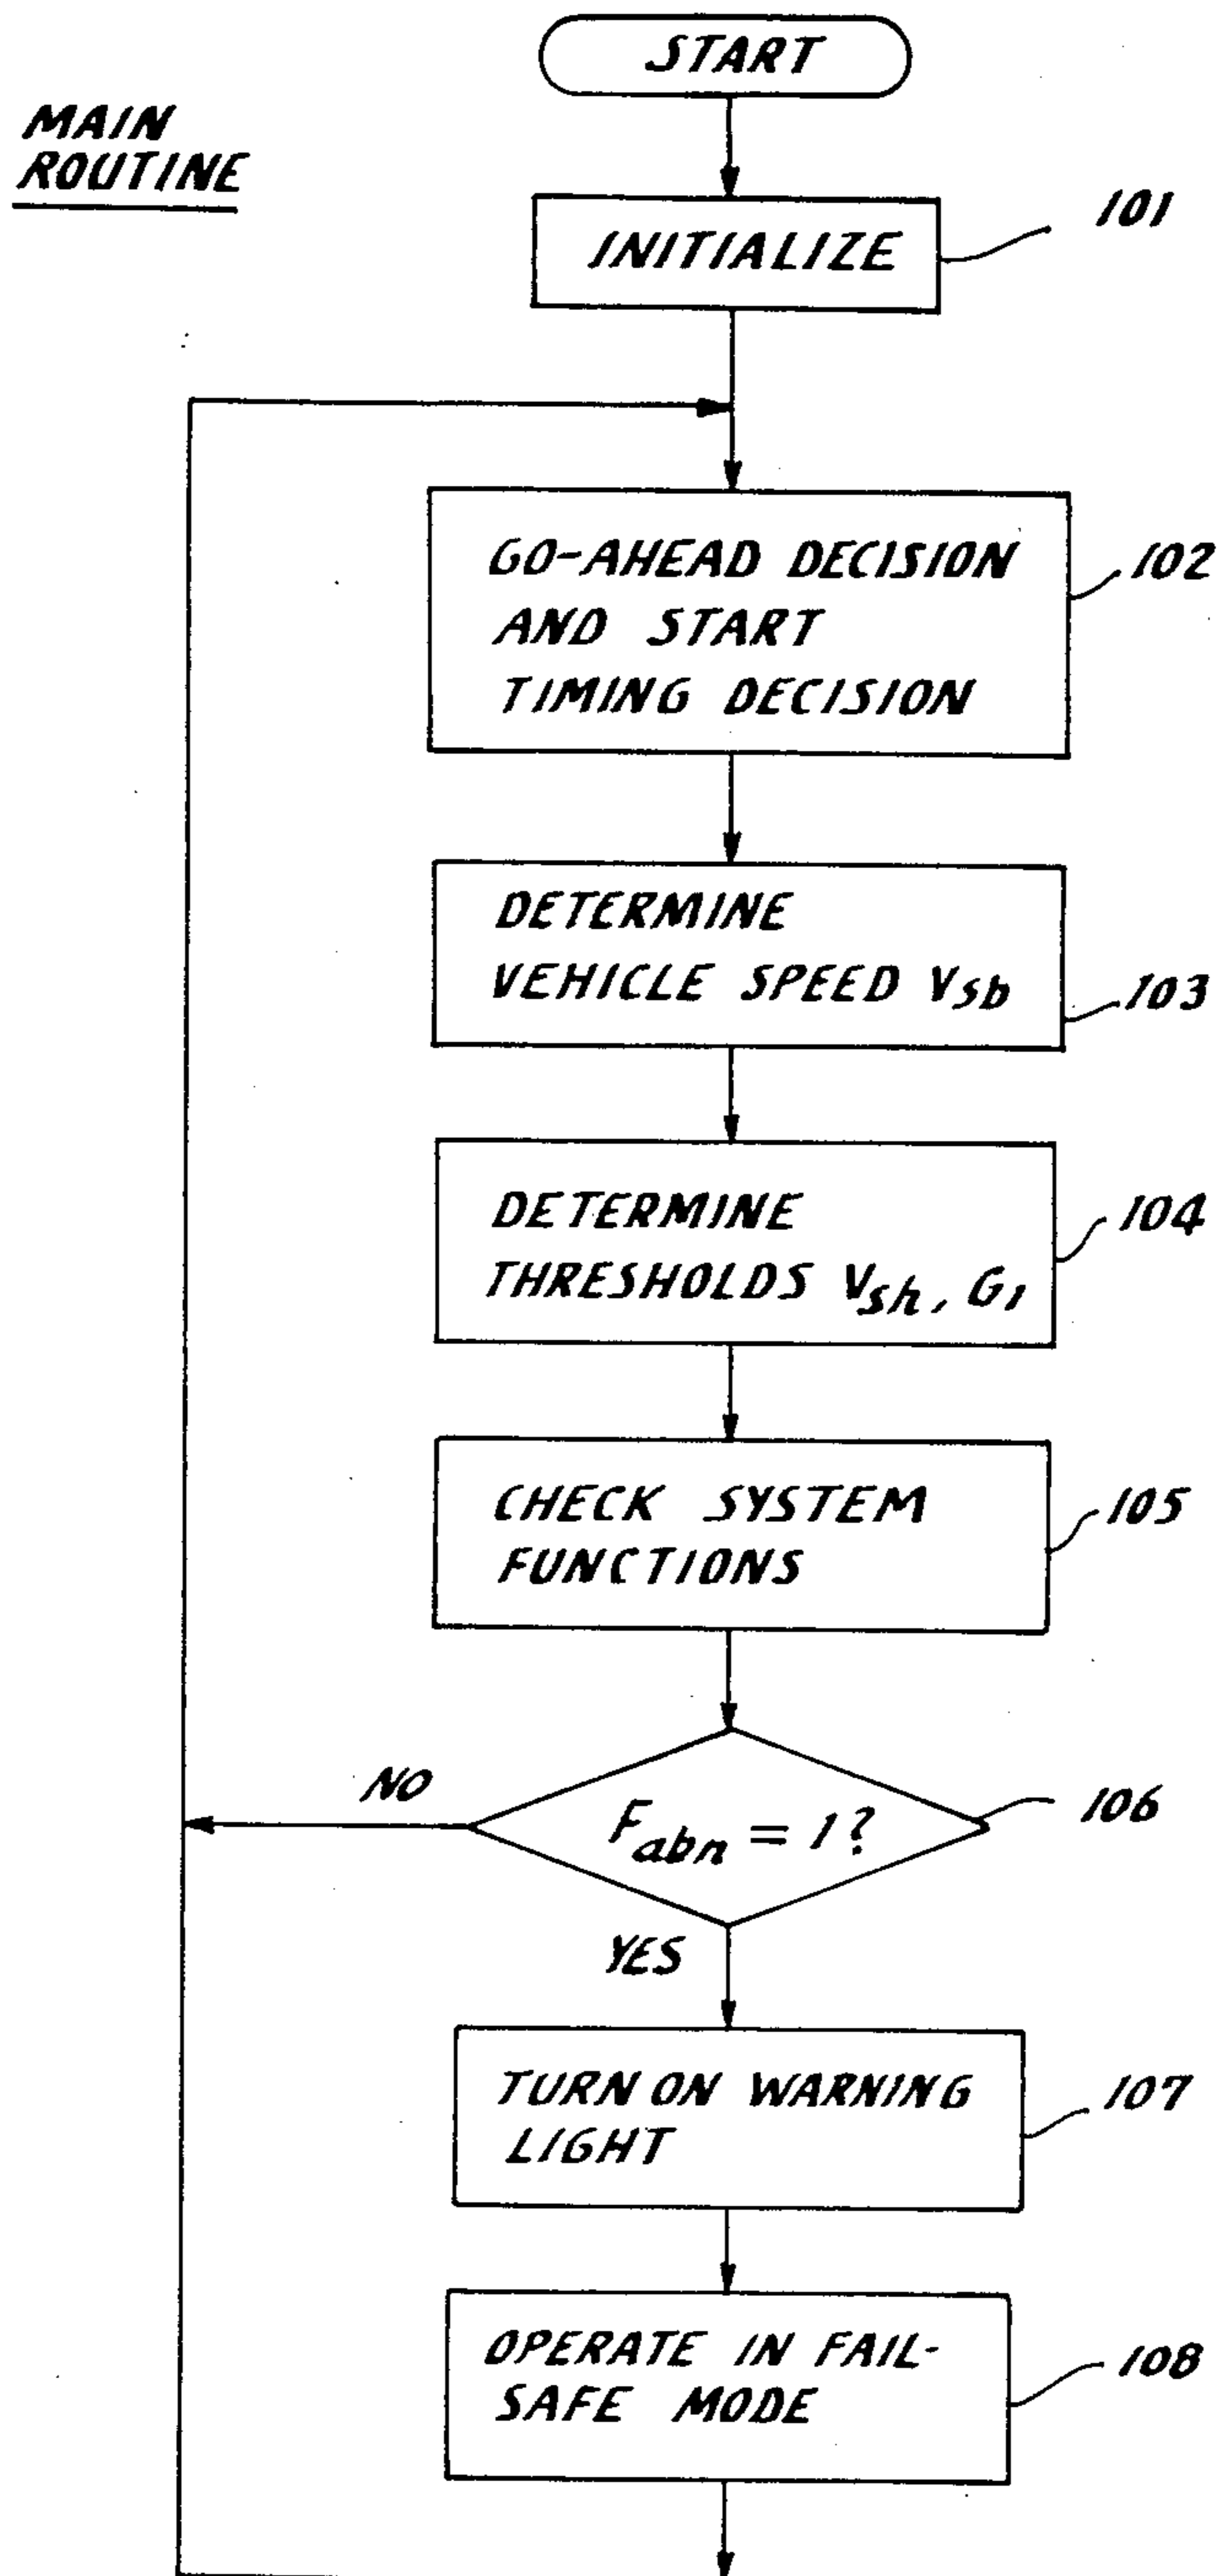 START
MAIN
ROUTINE
101
INITIALIZE
GO-AHEAD DECISION
AND START
TIMING DECISION
102
DETERMINE
VEHICLE SPEED Vsb
103
DETERMINE
THRESHOLDS Vsh, G1
104
CHECK SYSTEM
FUNCTIONS
105
NO
Fabn = 1?
106
YES
TURN ON WARNING
LIGHT
107
OPERATE IN FAIL-
SAFE MODE
108